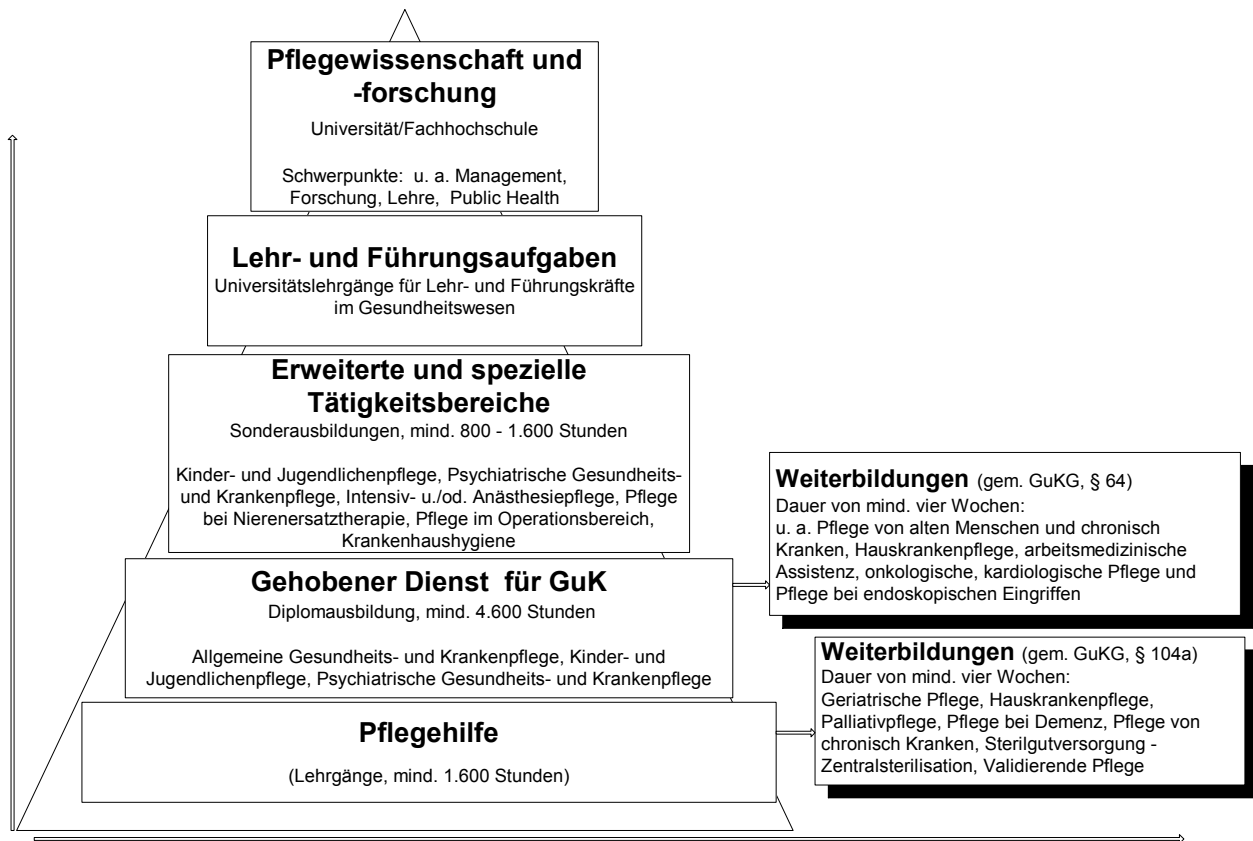 Pflegewissenschaft und
-forschung
Universität/Fachhochschule
Schwerpunkte: u. a. Management,
Forschung, Lehre, Public Health
Lehr- und Führungsaufgaben
Universitätslehrgänge für Lehr- und Führungskräfte
im Gesundheitswesen
Erweiterte und spezielle
Tätigkeitsbereiche
Sonderausbildungen, mind. 800 - 1.600 Stunden
Kinder- und Jugendlichenpflege, Psychiatrische Gesundheits-
und Krankenpflege, Intensiv- u./od. Anästhesiepflege, Pflege
bei Nierenersatztherapie, Pflege im Operationsbereich,
Krankenhaushygiene
Gehobener Dienst für GuK
Diplomausbildung, mind. 4.600 Stunden
Allgemeine Gesundheits- und Krankenpflege, Kinder- und
Jugendlichenpflege, Psychiatrische Gesundheits- und Krankenpflege
Pflegehilfe
(Lehrgänge, mind. 1.600 Stunden)
Weiterbildungen (gem. GuKG, § 64)
Dauer von mind. vier Wochen:
u. a. Pflege von alten Menschen und chronisch
Kranken, Hauskrankenpflege, arbeitsmedizinische
Assistenz, onkologische, kardiologische Pflege und
Pflege bei endoskopischen Eingriffen
Weiterbildungen (gem. GuKG, § 104a)
Dauer von mind. vier Wochen:
Geriatrische Pflege, Hauskrankenpflege,
Palliativpflege, Pflege bei Demenz, Pflege von
chronisch Kranken, Sterilgutversorgung -
Zentralsterilisation, Validierende Pflege